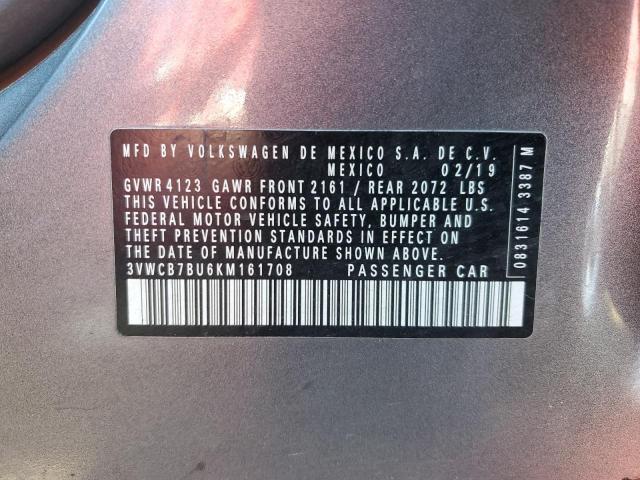 MFD BY VOLKSWAGEN DE MEXICO S.A. DE C.V.
MEXICO 02/19
GVWR 4123 GAWR FRONT 2161 / REAR 2072 LBS
THIS VEHICLE CONFORMS TO ALL APPLICABLE U.S.
FEDERAL MOTOR VEHICLE SAFETY, BUMPER AND
THEFT PREVENTION STANDARDS IN EFFECT ON
THE DATE OF MANUFACTURE SHOWN ABOVE.
3VWCB7BU6KM161708 PASSENGER CAR
0831614 3387 M